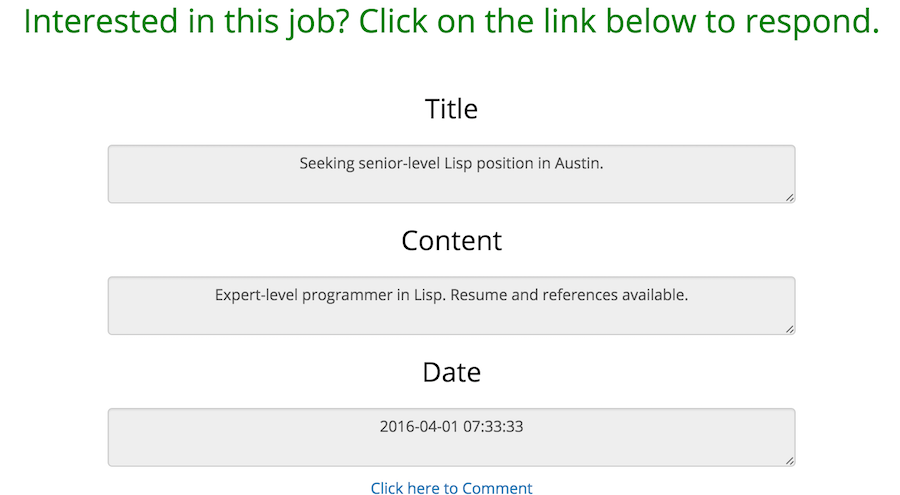 Interested in this job? Click on the link below to respond.
Title
Seeking senior-level Lisp position in Austin.
Content
Expert-level programmer in Lisp. Resume and references available.
Date
2016-04-01 07:33:33
Click here to Comment